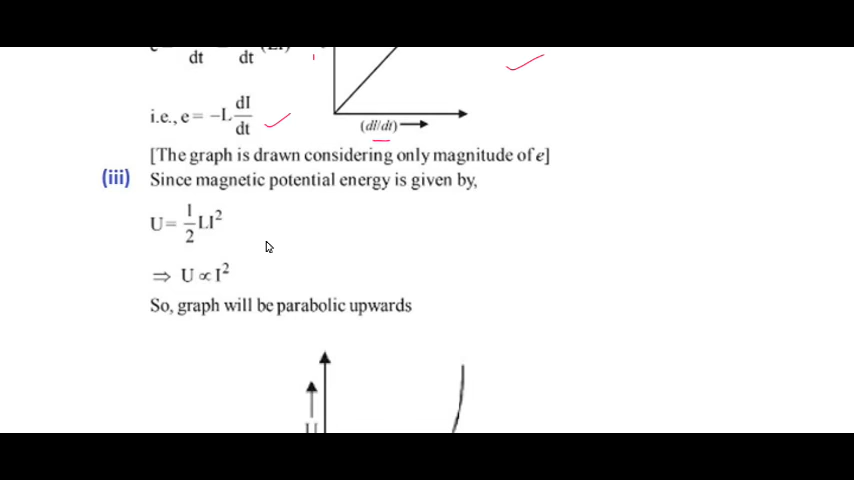 dt dt
i.e., e = −L dI/dt
(dI/dt)
[The graph is drawn considering only magnitude of e]
(iii) Since magnetic potential energy is given by,
U = 1/2 LI²
⇒ U ∝ I²
So, graph will be parabolic upwards